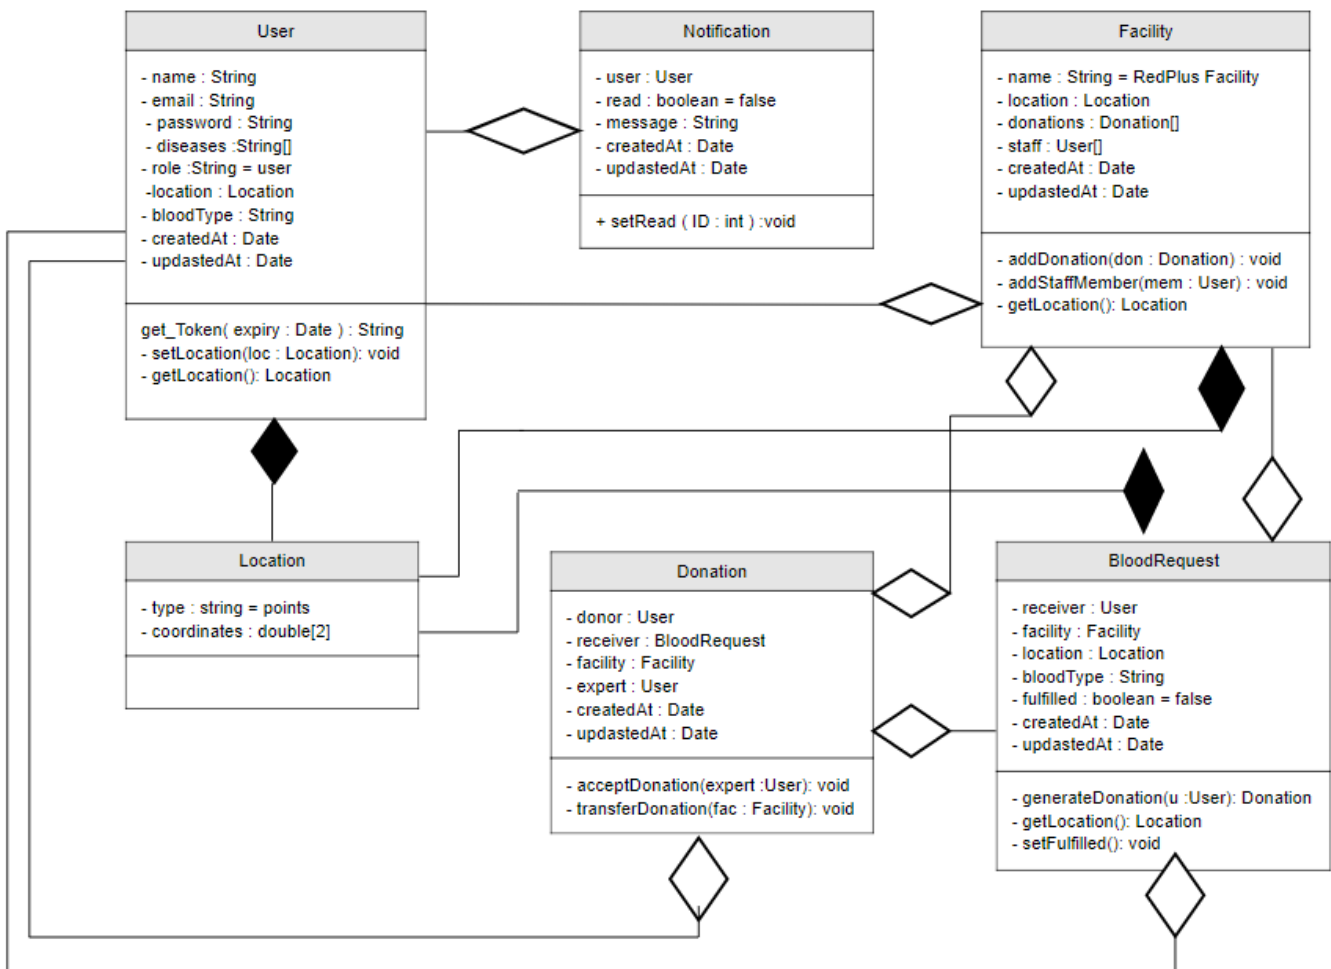 User
- name : String
- email : String
- password : String
- diseases :String[]
- role :String = user
-location : Location
- bloodType : String
- createdAt : Date
- updastedAt : Date
get_Token( expiry : Date ) : String
- setLocation(loc : Location): void
- getLocation(): Location
Notification
- user : User
- read : boolean = false
- message : String
- createdAt : Date
- updastedAt : Date
+ setRead ( ID : int ) :void
Facility
- name : String = RedPlus Facility
- location : Location
- donations : Donation[]
- staff : User[]
- createdAt : Date
- updastedAt : Date
- addDonation(don : Donation) : void
- addStaffMember(mem : User) : void
- getLocation(): Location
Location
- type : string = points
- coordinates : double[2]
Donation
- donor : User
- receiver : BloodRequest
- facility : Facility
- expert : User
- createdAt : Date
- updastedAt : Date
- acceptDonation(expert :User): void
- transferDonation(fac : Facility): void
BloodRequest
- receiver : User
- facility : Facility
- location : Location
- bloodType : String
- fulfilled : boolean = false
- createdAt : Date
- updastedAt : Date
- generateDonation(u :User): Donation
- getLocation(): Location
- setFulfilled(): void